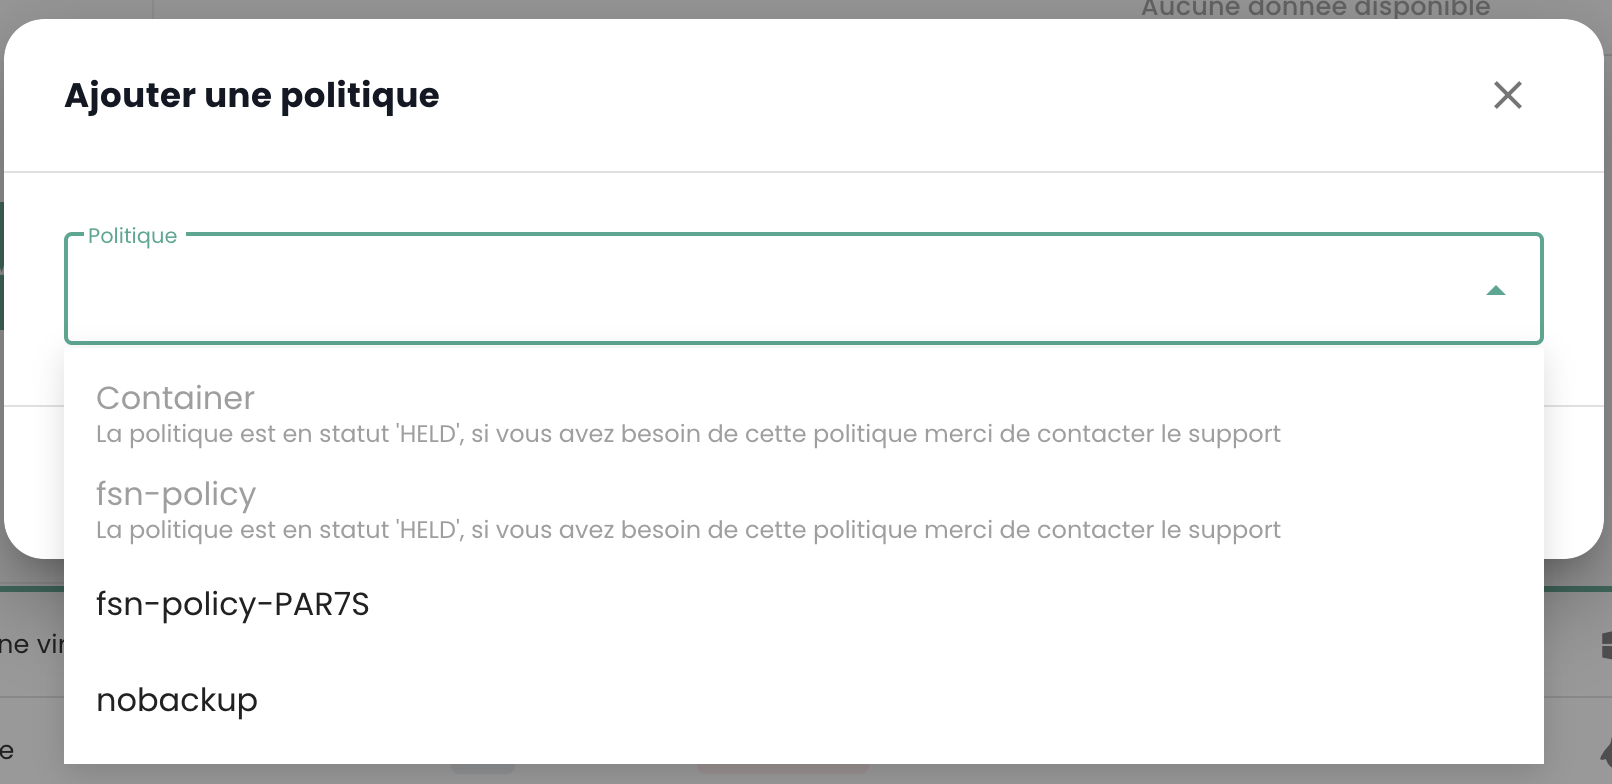 Aucune donnée disponible
Ajouter une politique
Politique
Container
La politique est en statut 'HELD', si vous avez besoin de cette politique merci de contacter le support
fsn-policy
La politique est en statut 'HELD', si vous avez besoin de cette politique merci de contacter le support
fsn-policy-PAR7S
nobackup